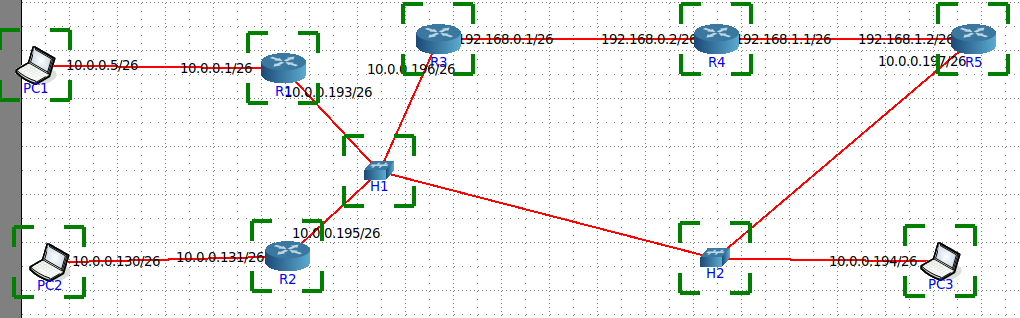 192.168.0.1/26
192.168.0.2/26
192.168.1.1/26
192.168.1.2/26
10.0.0.5/26
10.0.0.1/26
10.0.0.196/26
R3
R4
10.0.0.197/26
R5
PC1
R1
10.0.0.193/26
H1
10.0.0.195/26
10.0.0.130/26
10.0.0.131/26
10.0.0.194/26
PC2
R2
H2
PC3